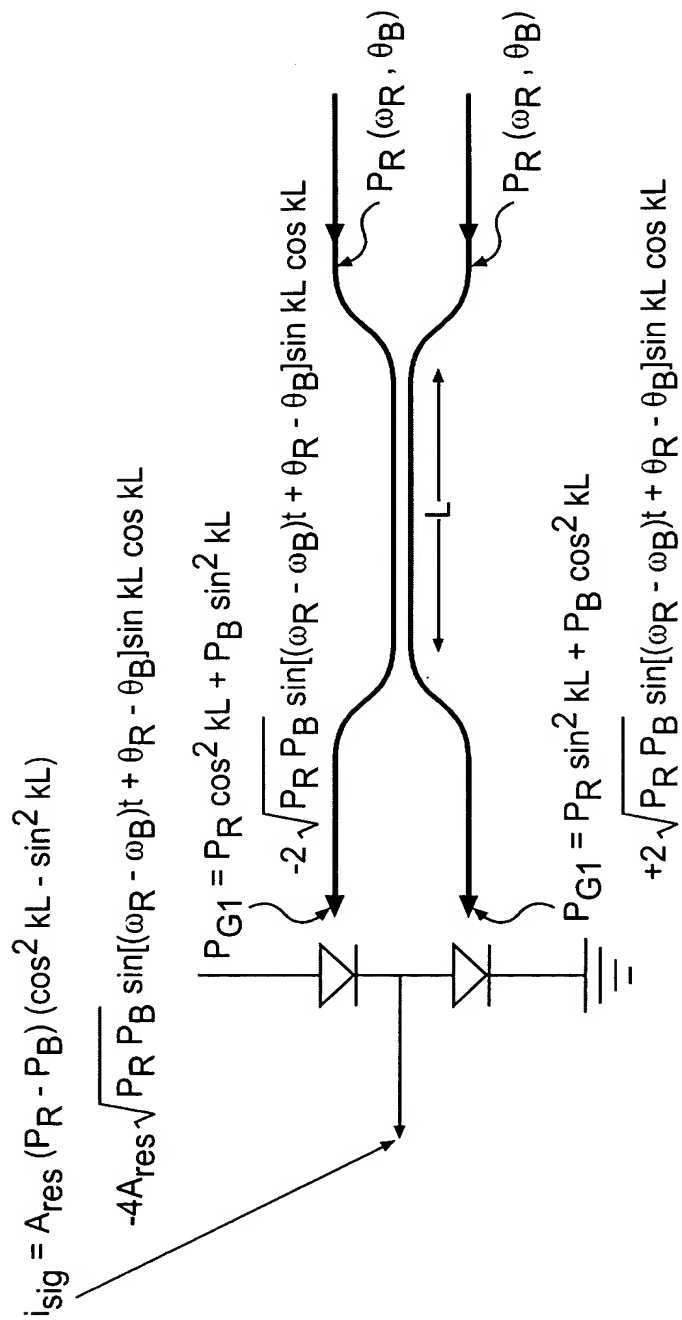 i_sig = A_res (P_R - P_B) (cos² kL - sin² kL)
-4A_res√P_R P_B sin[(ω_R - ω_B)t + θ_R - θ_B]sin kL cos kL
P_G1 = P_R cos² kL + P_B sin² kL
-2√P_R P_B sin[(ω_R - ω_B)t + θ_R - θ_B]sin kL cos kL
P_R (ω_R , θ_B)
L
P_R (ω_R , θ_B)
P_G1 = P_R sin² kL + P_B cos² kL
+2√P_R P_B sin[(ω_R - ω_B)t + θ_R - θ_B]sin kL cos kL